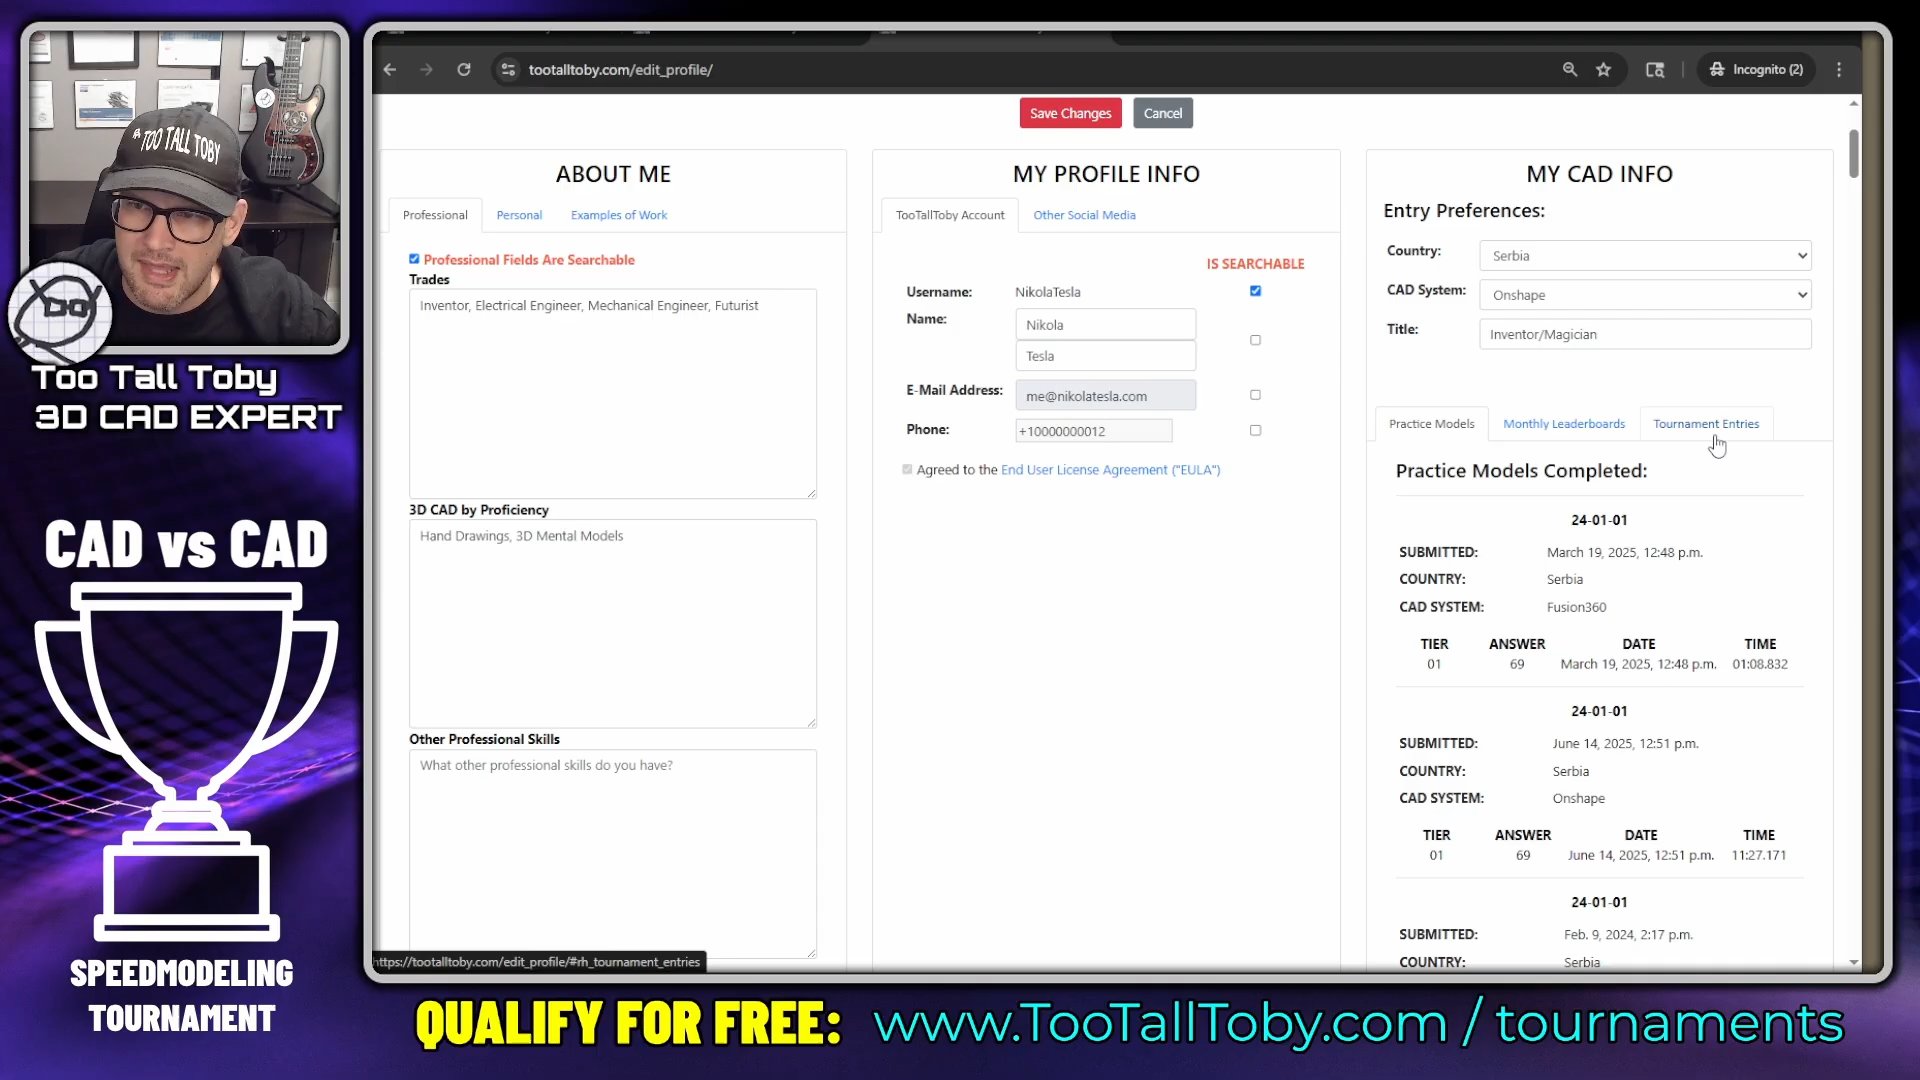 TOO TALL TOBY
Too Tall Toby
3D CAD EXPERT
CAD vs CAD
SPEEDMODELING
TOURNAMENT
tootalltoby.com/edit_profile/
Incognito (2)
Save Changes
Cancel
ABOUT ME
Professional
Personal
Examples of Work
Professional Fields Are Searchable
Trades
Inventor, Electrical Engineer, Mechanical Engineer, Futurist
3D CAD by Proficiency
Hand Drawings, 3D Mental Models
Other Professional Skills
What other professional skills do you have?
https://tootalltoby.com/edit_profile/#rh_tournament_entries
MY PROFILE INFO
TooTallToby Account
Other Social Media
IS SEARCHABLE
Username: NikolaTesla
Name: Nikola
Tesla
E-Mail Address: me@nikolatesla.com
Phone: +10000000012
Agreed to the End User License Agreement ("EULA")
MY CAD INFO
Entry Preferences:
Country: Serbia
CAD System: Onshape
Title: Inventor/Magician
Practice Models
Monthly Leaderboards
Tournament Entries
Practice Models Completed:
24-01-01
SUBMITTED: March 19, 2025, 12:48 p.m.
COUNTRY: Serbia
CAD SYSTEM: Fusion360
TIER ANSWER DATE TIME
01 69 March 19, 2025, 12:48 p.m. 01:08.832
24-01-01
SUBMITTED: June 14, 2025, 12:51 p.m.
COUNTRY: Serbia
CAD SYSTEM: Onshape
TIER ANSWER DATE TIME
01 69 June 14, 2025, 12:51 p.m. 11:27.171
24-01-01
SUBMITTED: Feb. 9, 2024, 2:17 p.m.
COUNTRY: Serbia
QUALIFY FOR FREE: www.TooTallToby.com / tournaments